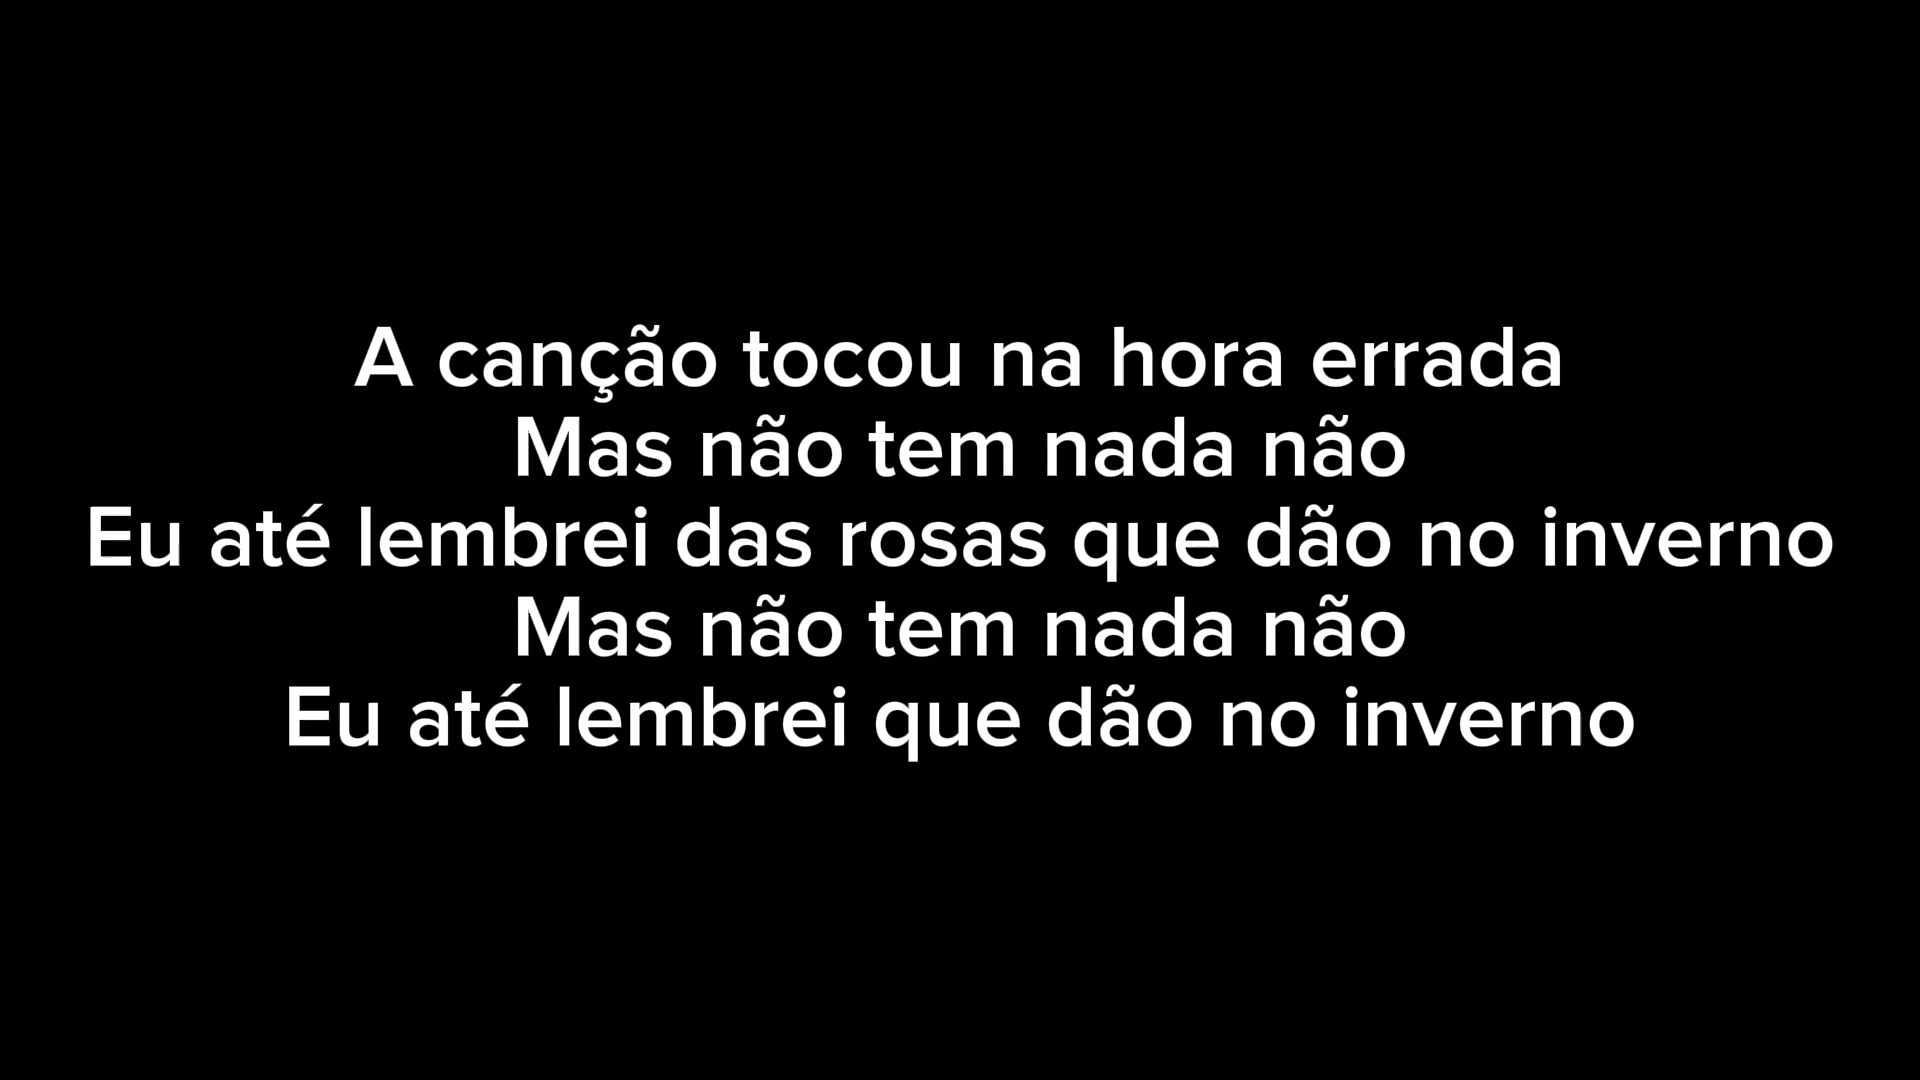 A canção tocou na hora errada
Mas não tem nada não
Eu até lembrei das rosas que dão no inverno
Mas não tem nada não
Eu até lembrei que dão no inverno